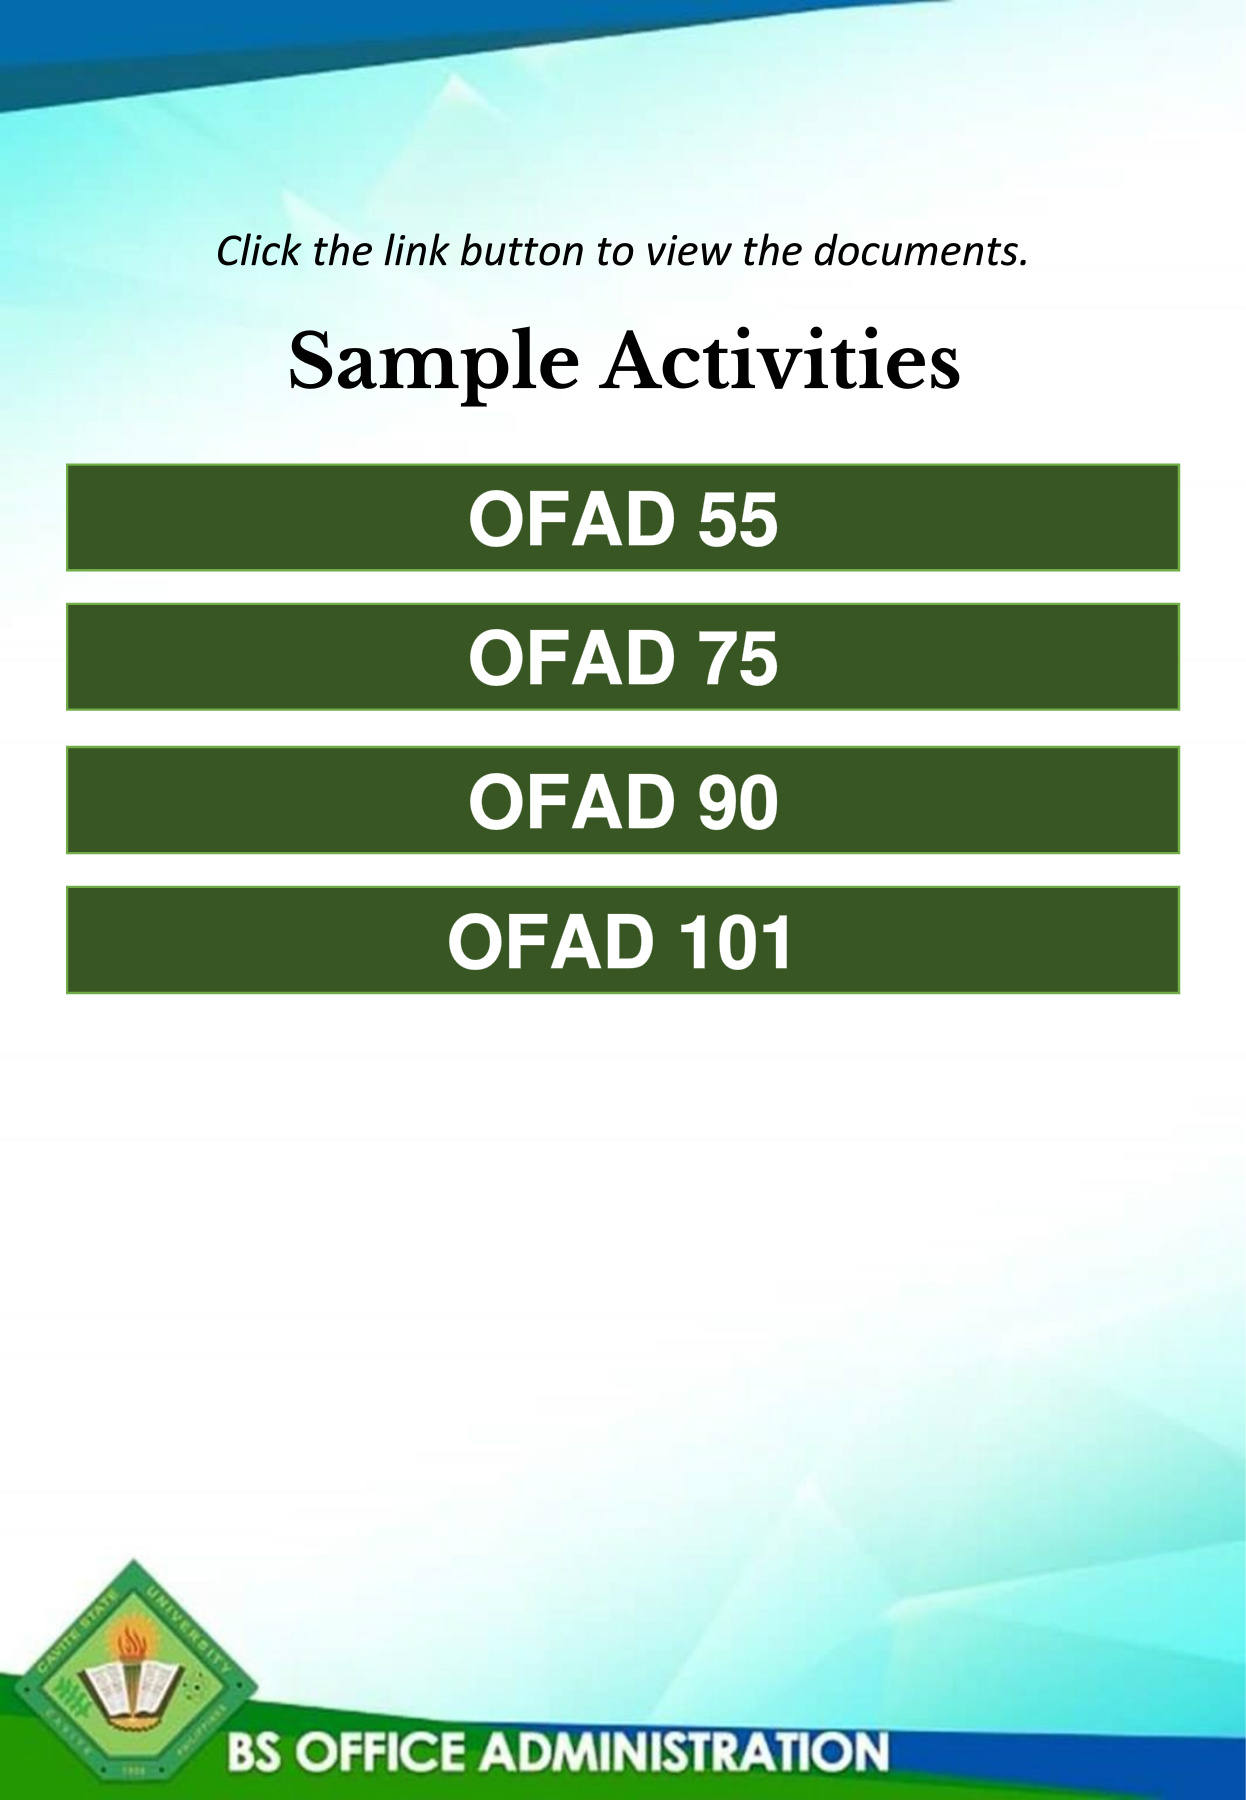 Click the link button to view the documents.
Sample Activities
OFAD 55
OFAD 75
OFAD 90
OFAD 101
CAVITE STATE UNIVERSITY
CAVITE PHILIPPINES
1906
BS OFFICE ADMINISTRATION